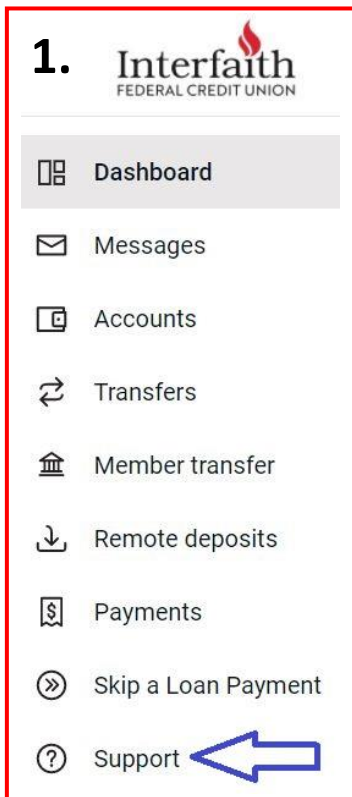 1.
Interfaith
FEDERAL CREDIT UNION
Dashboard
Messages
Accounts
Transfers
Member transfer
Remote deposits
Payments
Skip a Loan Payment
Support